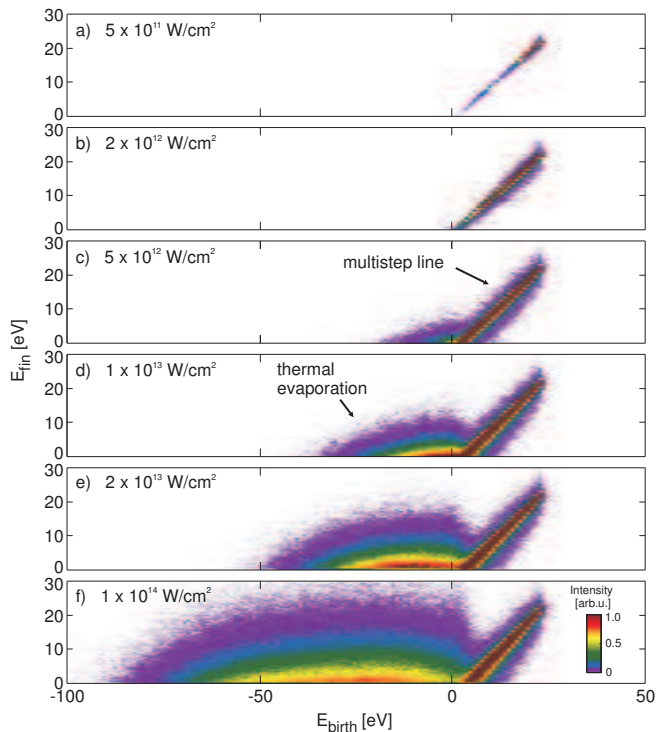 a) 5 x 10¹¹ W/cm²
30
20
10
0
b) 2 x 10¹² W/cm²
30
20
10
0
c) 5 x 10¹² W/cm²
30
20
10
0
multistep line
E_fin [eV]
d) 1 x 10¹³ W/cm²
30
20
10
0
thermal
evaporation
e) 2 x 10¹³ W/cm²
30
20
10
0
f) 1 x 10¹⁴ W/cm²
30
20
10
0
Intensity
[arb.u.]
1.0
0.5
0
-100 -50 0 50
E_birth [eV]